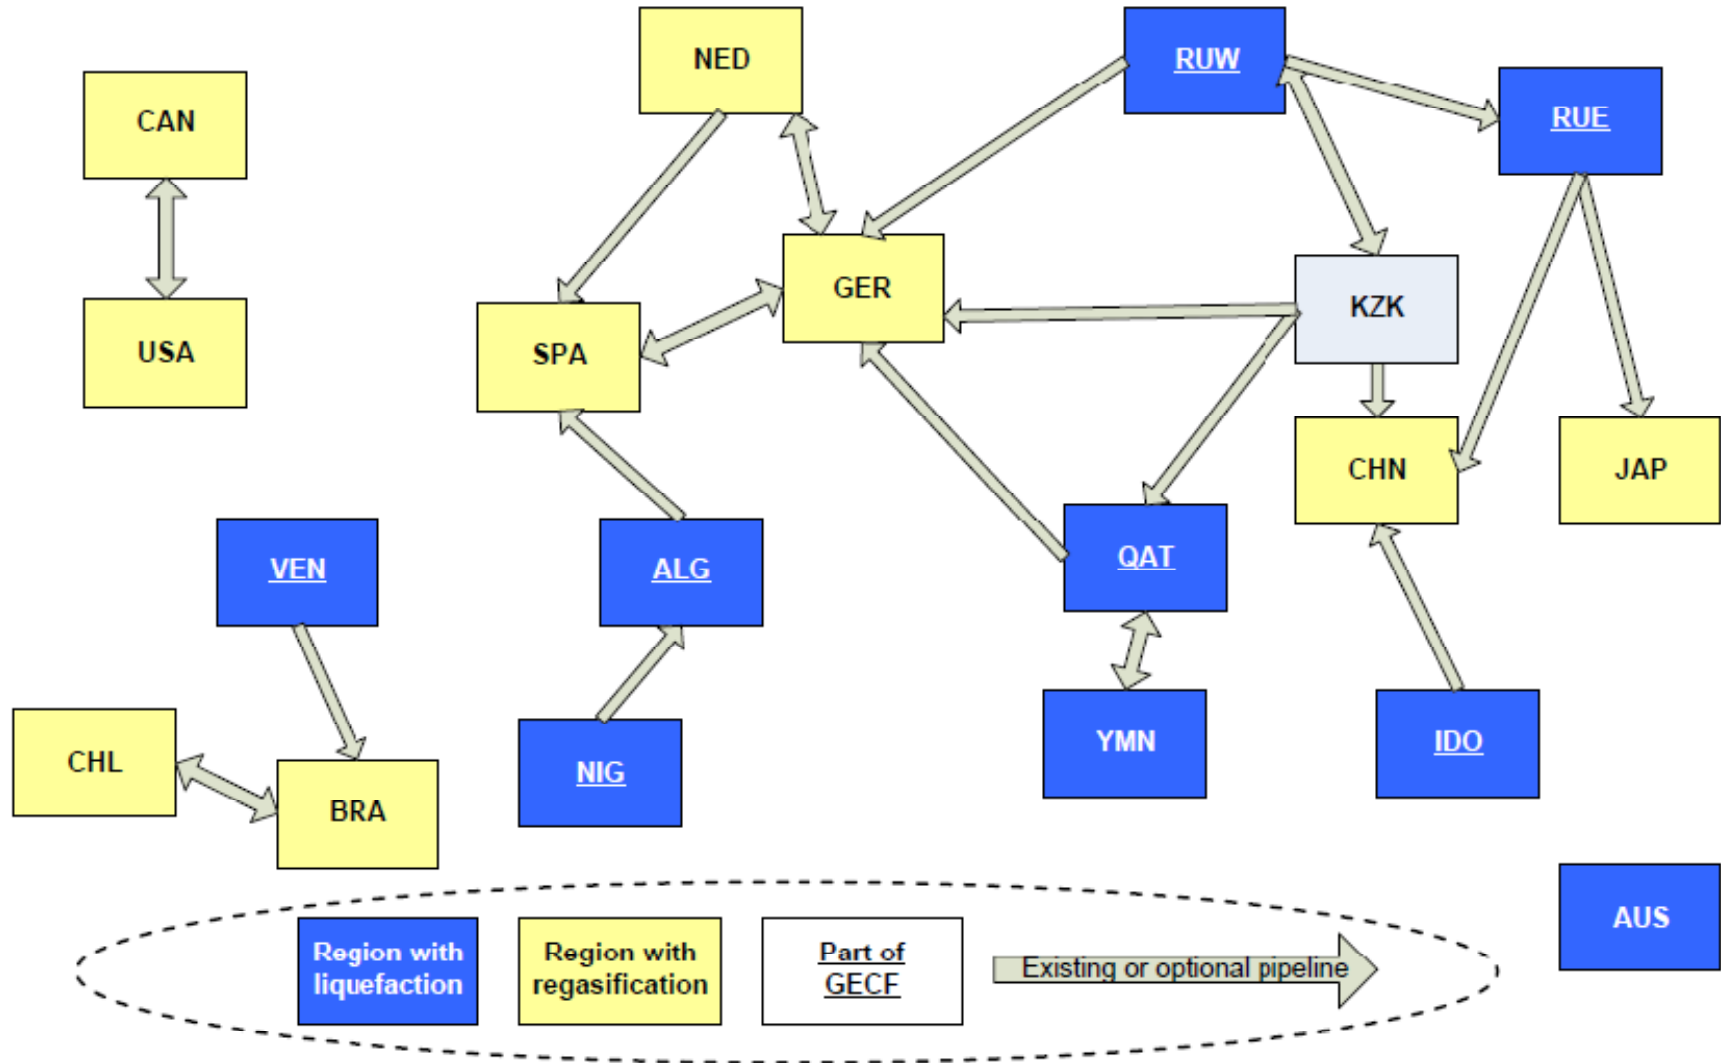 NED
RUW
CAN
RUE
GER
KZK
USA
SPA
CHN
JAP
VEN
ALG
QAT
CHL
BRA
NIG
YMN
IDO
AUS
Region with
liquefaction
Region with
regasification
Part of
GECF
Existing or optional pipeline